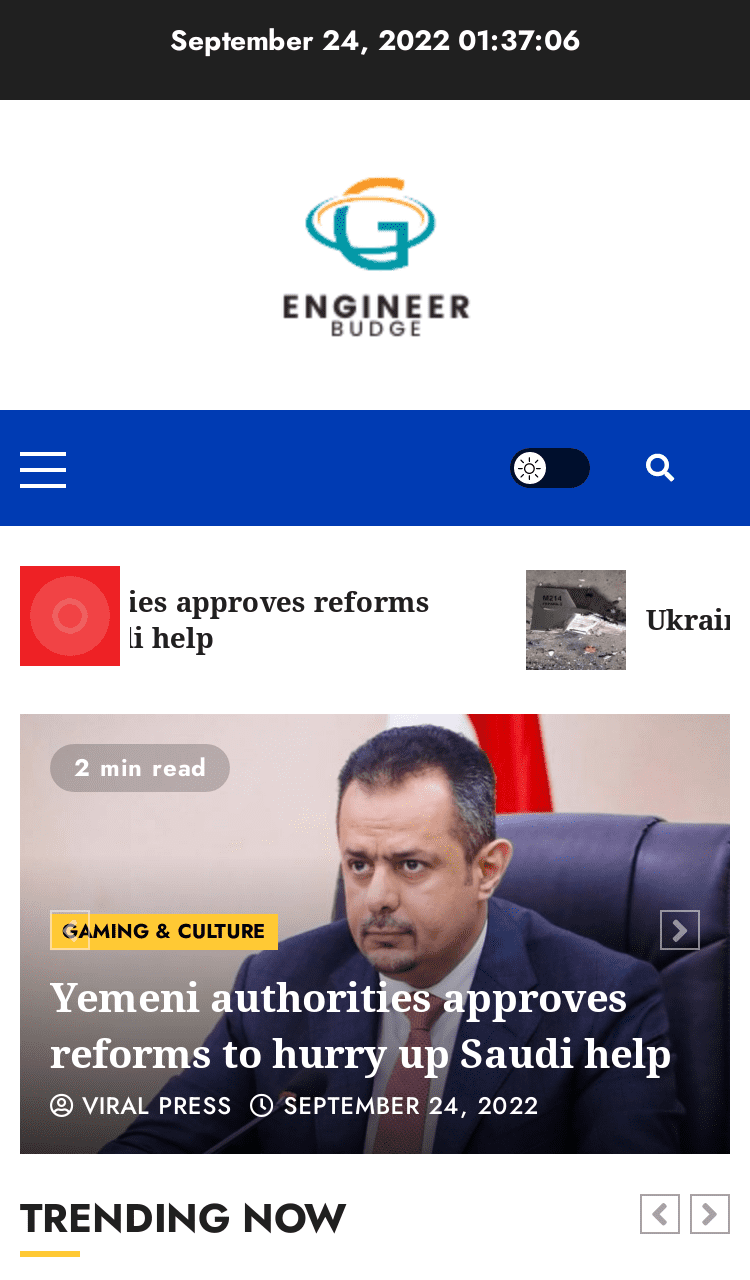 September 24, 2022 01:37:06
G
ENGINEER
BUDGE
ies approves reforms
li help
M214
Ukrain
2 min read
GAMING & CULTURE
Yemeni authorities approves
reforms to hurry up Saudi help
VIRAL PRESS SEPTEMBER 24, 2022
TRENDING NOW